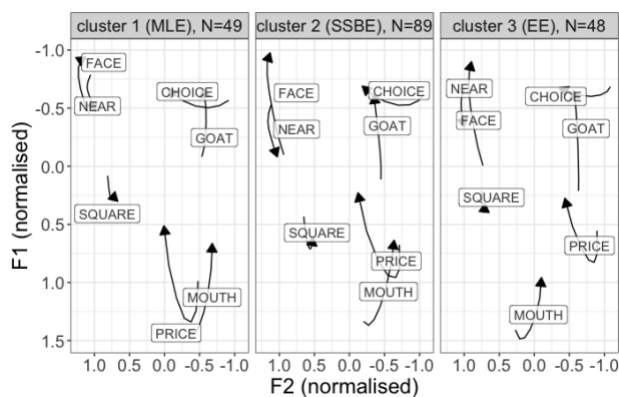 cluster 1 (MLE), N=49
cluster 2 (SSBE), N=89
cluster 3 (EE), N=48
F1 (normalised)
-1.0
-0.5
0.0
0.5
1.0
1.5
FACE
NEAR
CHOICE
GOAT
SQUARE
MOUTH
PRICE
FACE
NEAR
CHOICE
GOAT
SQUARE
PRICE
MOUTH
NEAR
FACE
CHOICE
GOAT
SQUARE
PRICE
MOUTH
1.0 0.5 0.0 -0.5 -1.0
1.0 0.5 0.0 -0.5 -1.0
1.0 0.5 0.0 -0.5 -1.0
F2 (normalised)